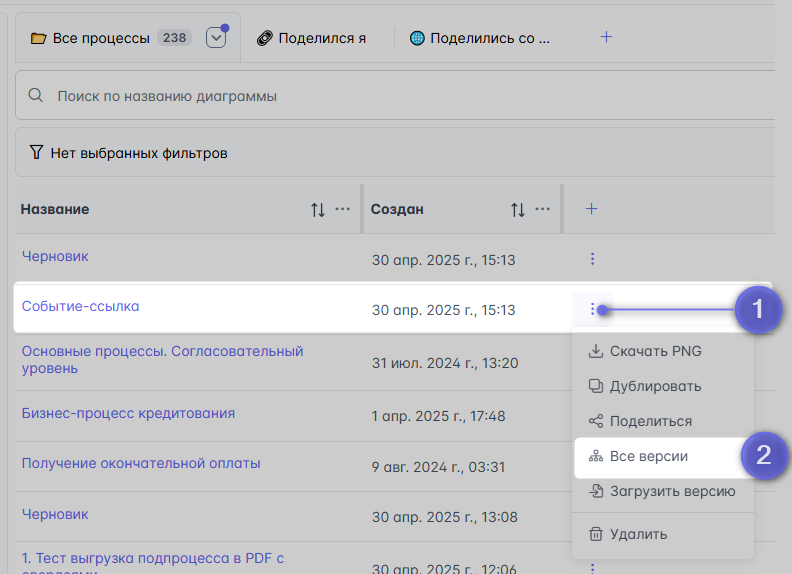 Все процессы 238 Поделился я Поделились со ...
Поиск по названию диаграммы
Нет выбранных фильтров
Название Создан
Черновик 30 апр. 2025 г., 15:13
Событие-ссылка 30 апр. 2025 г., 15:13 1
Основные процессы. Согласовательный
уровень 31 июл. 2024 г., 13:20
Бизнес-процесс кредитования 1 апр. 2025 г., 17:48
Получение окончательной оплаты 9 авг. 2024 г., 03:31
Черновик 30 апр. 2025 г., 13:08
1. Тест выгрузка подпроцесса в PDF с
30 апр. 2025 г., 12:06
Скачать PNG
Дублировать
Поделиться
Все версии 2
Загрузить версию
Удалить